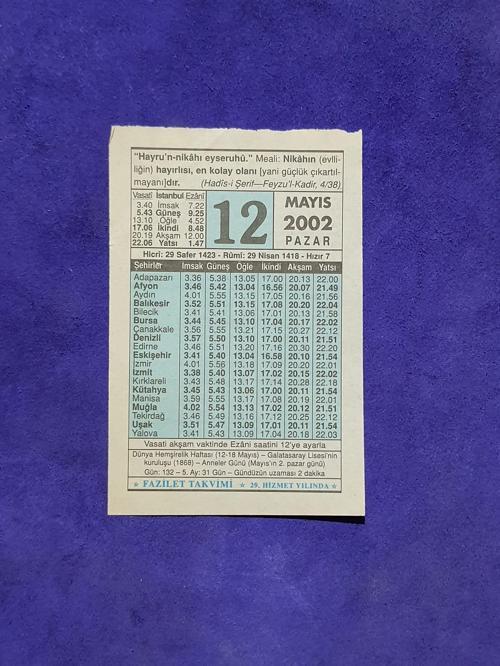 "Hayru'n-nikâhı eyseruhû." Meali: Nikâhın (evlli-
liğin) hayırlısı, en kolay olanı [yani güçlük çıkartıl-
mayanı]dır. (Hadîs-i Şerif—Feyzu'l-Kadir, 4/38)
Vasatî İstanbul Ezânî
3.40 İmsak 7.22
5.43 Güneş 9.25
13.10 Öğle 4.52
17.06 İkindi 8.48
20.19 Akşam 12.00
22.06 Yatsı 1.47
12
MAYIS
2002
PAZAR
Hicrî: 29 Safer 1423 - Rûmî: 29 Nisan 1418 - Hızır 7
Şehirler İmsak Güneş Öğle İkindi Akşam Yatsı
Adapazarı 3.36 5.38 13.05 17.00 20.13 22.00
Afyon 3.46 5.42 13.04 16.56 20.07 21.49
Aydın 4.01 5.55 13.15 17.05 20.16 21.56
Balıkesir 3.52 5.51 13.15 17.08 20.20 22.04
Bilecik 3.41 5.41 13.06 17.01 20.13 21.58
Bursa 3.44 5.45 13.10 17.04 20.17 22.02
Çanakkale 3.56 5.55 13.21 17.15 20.27 22.12
Denizli 3.57 5.50 13.10 17.00 20.11 21.51
Edirne 3.46 5.51 13.20 17.16 20.30 22.20
Eskişehir 3.41 5.40 13.04 16.58 20.10 21.54
İzmir 4.01 5.56 13.18 17.09 20.20 22.01
İzmit 3.38 5.40 13.07 17.02 20.15 22.02
Kırklareli 3.43 5.48 13.17 17.14 20.28 22.18
Kütahya 3.45 5.43 13.06 17.00 20.11 21.54
Manisa 3.59 5.55 13.17 17.08 20.19 22.01
Muğla 4.02 5.54 13.13 17.02 20.12 21.51
Tekirdağ 3.46 5.49 13.16 17.12 20.25 22.13
Uşak 3.51 5.47 13.09 17.01 20.11 21.54
Yalova 3.41 5.43 13.09 17.04 20.18 22.03
Vasati akşam vaktinde Ezânî saatini 12'ye ayarla
Dünya Hemşirelik Haftası (12-18 Mayıs) – Galatasaray Lisesi'nin
kuruluşu (1868) – Anneler Günü (Mayıs'ın 2. pazar günü)
Gün: 132 – 5. Ay: 31 Gün – Gündüzün uzaması 2 dakika
★ FAZİLET TAKVİMİ ★ 29. HİZMET YILINDA ★